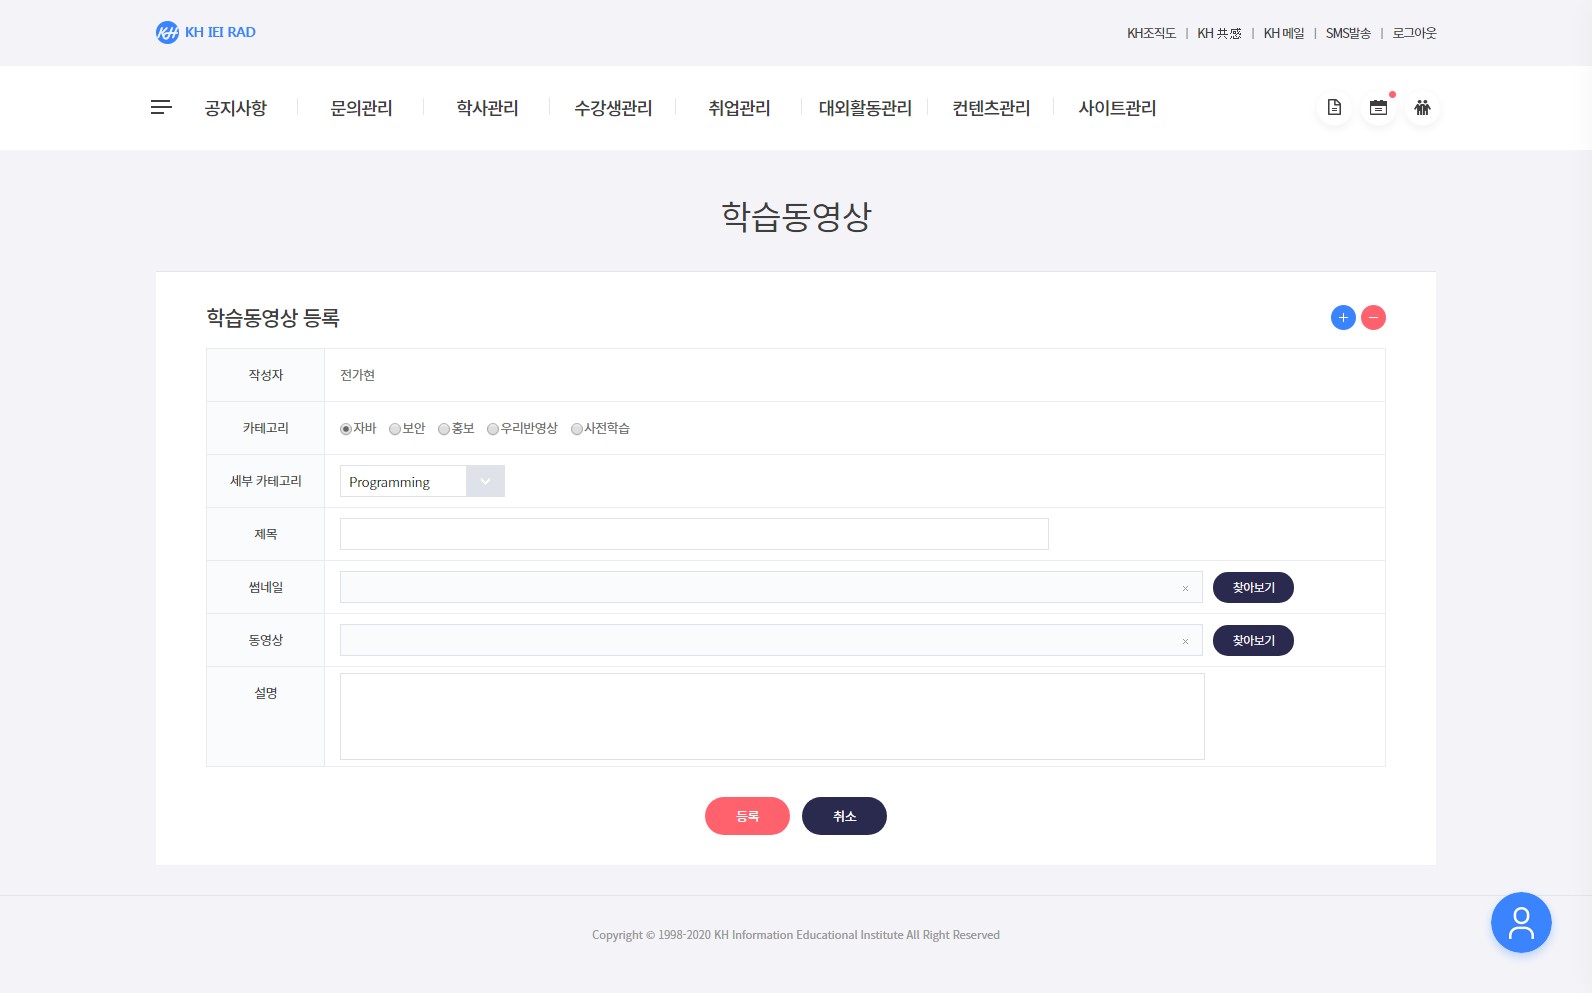 KH KH IEI RAD
KH조직도 | KH 共感 | KH 메일 | SMS발송 | 로그아웃
공지사항 문의관리 학사관리 수강생관리 취업관리 대외활동관리 컨텐츠관리 사이트관리
학습동영상
학습동영상 등록
작성자 전가현
카테고리 자바 보안 홍보 우리반영상 사전학습
세부 카테고리 Programming
제목
썸네일 찾아보기
동영상 찾아보기
설명
등록 취소
Copyright © 1998-2020 KH Information Educational Institute All Right Reserved